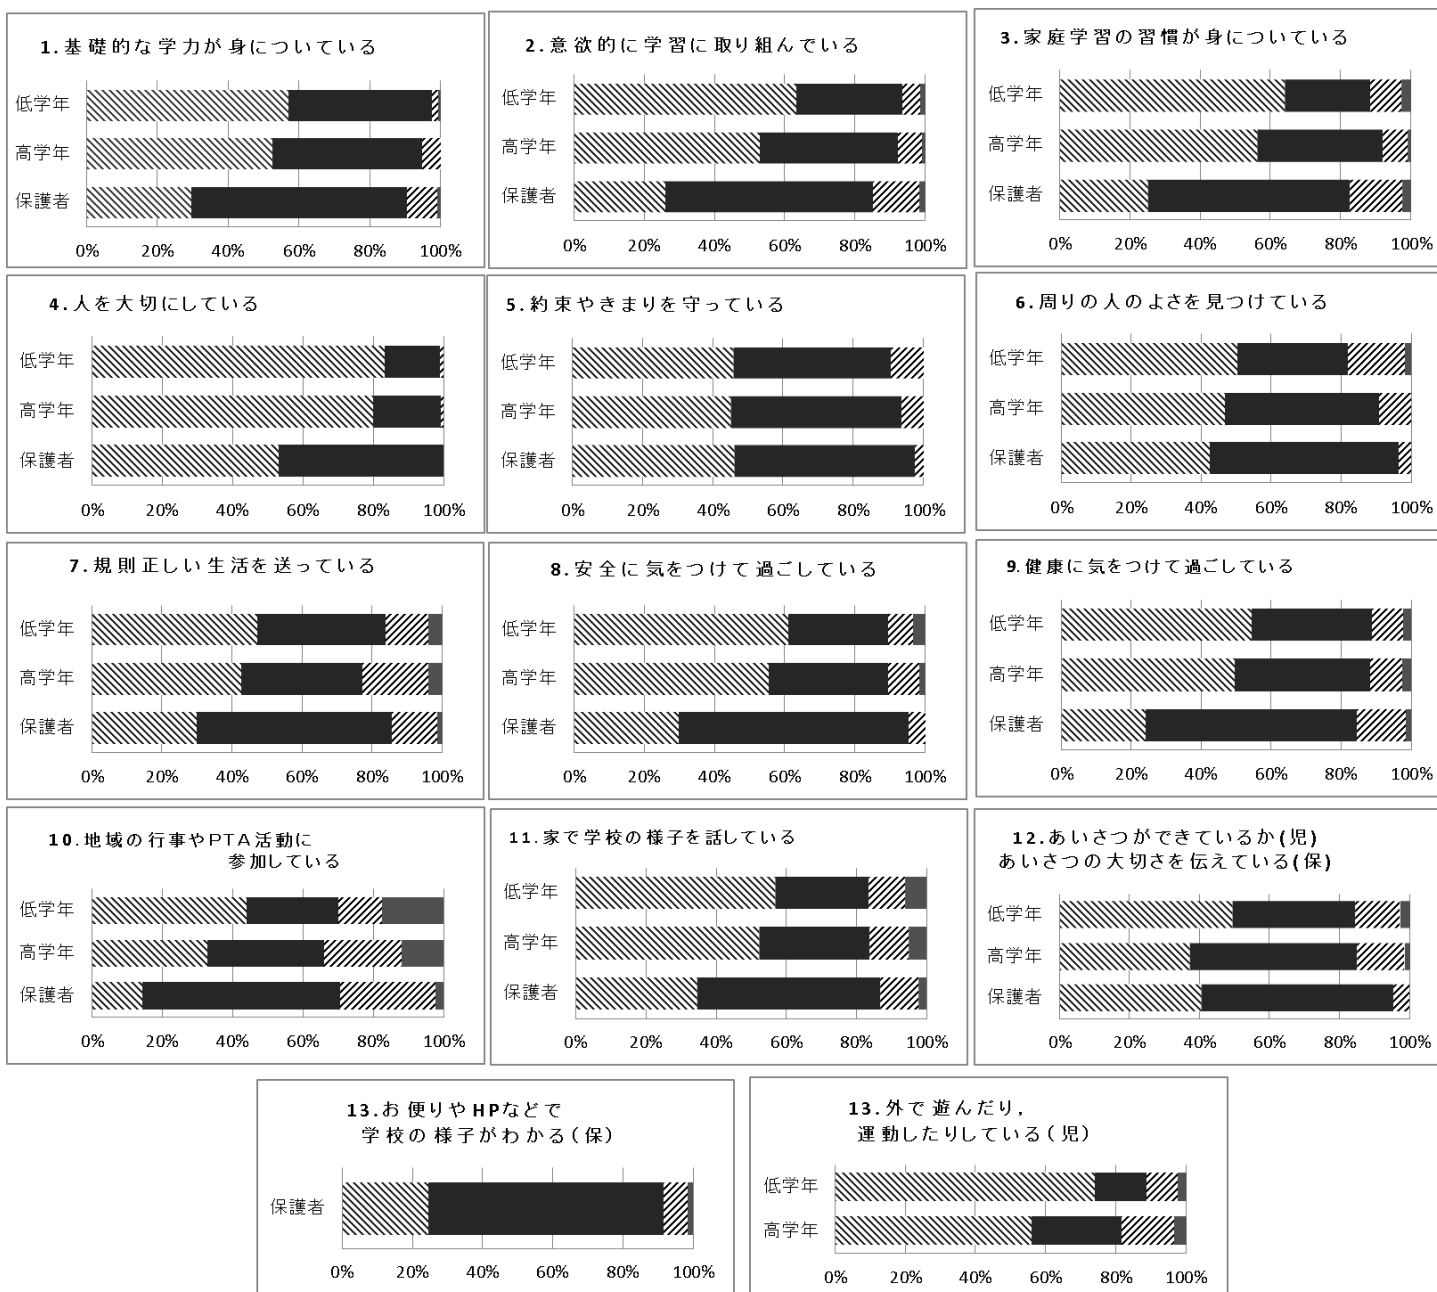 1.基礎的な学力が身についている
低学年
高学年
保護者
0% 20% 40% 60% 80% 100%
2.意欲的に学習に取り組んでいる
低学年
高学年
保護者
0% 20% 40% 60% 80% 100%
3.家庭学習の習慣が身についている
低学年
高学年
保護者
0% 20% 40% 60% 80% 100%
4.人を大切にしている
低学年
高学年
保護者
0% 20% 40% 60% 80% 100%
5.約束やきまりを守っている
低学年
高学年
保護者
0% 20% 40% 60% 80% 100%
6.周りの人のよさを見つけている
低学年
高学年
保護者
0% 20% 40% 60% 80% 100%
7.規則正しい生活を送っている
低学年
高学年
保護者
0% 20% 40% 60% 80% 100%
8.安全に気をつけて過ごしている
低学年
高学年
保護者
0% 20% 40% 60% 80% 100%
9.健康に気をつけて過ごしている
低学年
高学年
保護者
0% 20% 40% 60% 80% 100%
10.地域の行事やPTA活動に
参加している
低学年
高学年
保護者
0% 20% 40% 60% 80% 100%
11.家で学校の様子を話している
低学年
高学年
保護者
0% 20% 40% 60% 80% 100%
12.あいさつができているか(児)
あいさつの大切さを伝えている(保)
低学年
高学年
保護者
0% 20% 40% 60% 80% 100%
13.お便りやHPなどで
学校の様子がわかる(保)
保護者
0% 20% 40% 60% 80% 100%
13.外で遊んだり,
運動したりしている(児)
低学年
高学年
0% 20% 40% 60% 80% 100%